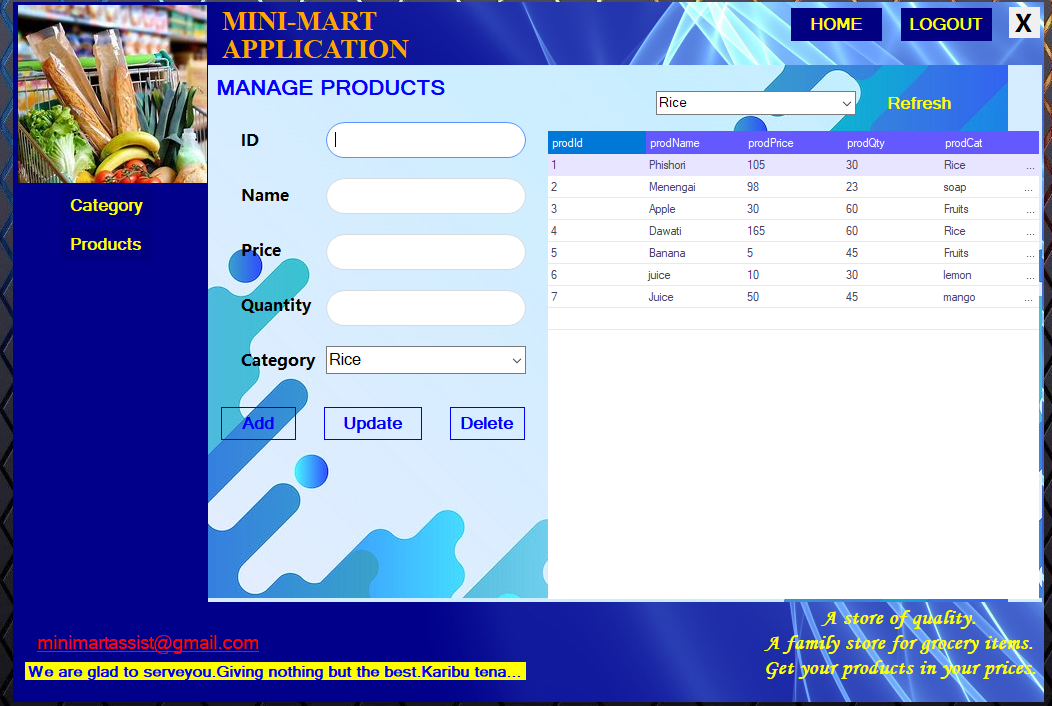 MINI-MART
APPLICATION
HOME
LOGOUT
X
MANAGE PRODUCTS
Rice
Refresh
Category
Products
ID
Name
Price
Quantity
Category Rice
Add Update Delete
prodId prodName prodPrice prodQty prodCat
1 Phishori 105 30 Rice ...
2 Menengai 98 23 soap ...
3 Apple 30 60 Fruits ...
4 Dawati 165 60 Rice ...
5 Banana 5 45 Fruits ...
6 juice 10 30 lemon ...
7 Juice 50 45 mango ...
minimartassist@gmail.com
We are glad to serveyou.Giving nothing but the best.Karibu tena...
A store of quality.
A family store for grocery items.
Get your products in your prices.